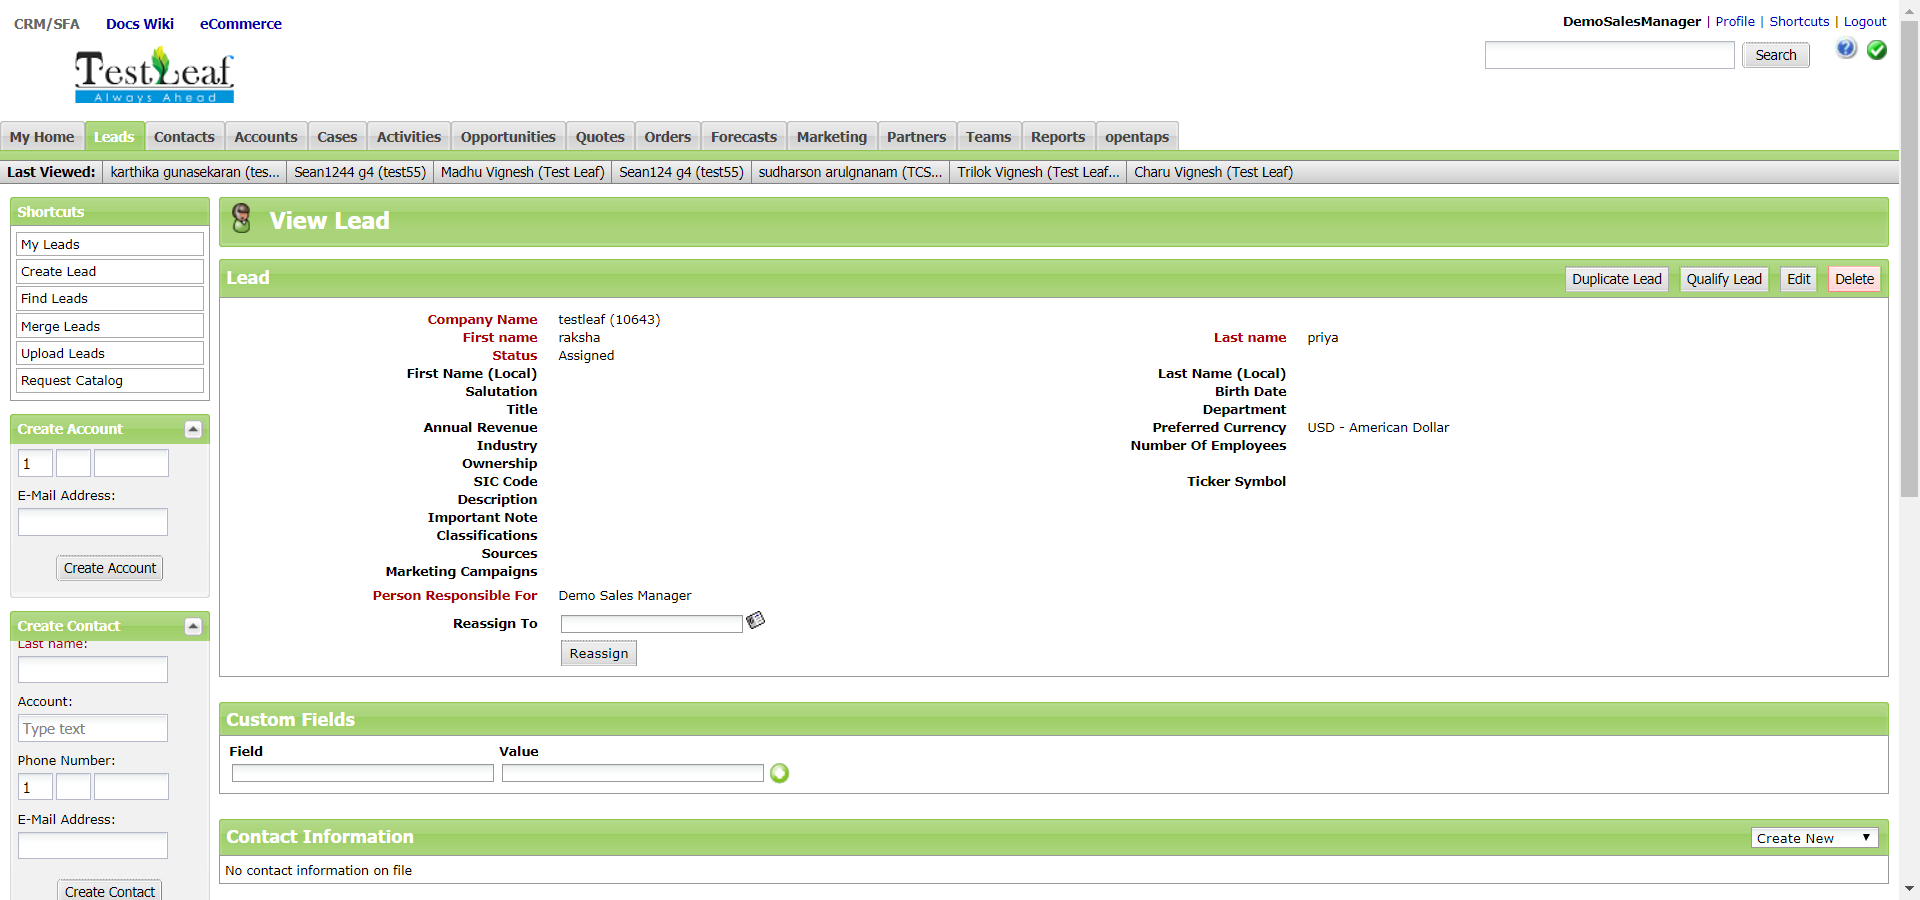 CRM/SFA Docs Wiki eCommerce
DemoSalesManager | Profile | Shortcuts | Logout
TestLeaf
Always Ahead
Search
My Home Leads Contacts Accounts Cases Activities Opportunities Quotes Orders Forecasts Marketing Partners Teams Reports opentaps
Last Viewed: karthika gunasekaran (tes... Sean1244 g4 (test55) Madhu Vignesh (Test Leaf) Sean124 g4 (test55) sudharson arulgnanam (TCS... Trilok Vignesh (Test Leaf... Charu Vignesh (Test Leaf)
Shortcuts
My Leads
Create Lead
Find Leads
Merge Leads
Upload Leads
Request Catalog
Create Account
1
E-Mail Address:
Create Account
Create Contact
Last name:
Account:
Type text
Phone Number:
1
E-Mail Address:
Create Contact
View Lead
Lead Duplicate Lead Qualify Lead Edit Delete
Company Name testleaf (10643)
First name raksha Last name priya
Status Assigned
First Name (Local) Last Name (Local)
Salutation Birth Date
Title Department
Annual Revenue Preferred Currency USD - American Dollar
Industry Number Of Employees
Ownership
SIC Code Ticker Symbol
Description
Important Note
Classifications
Sources
Marketing Campaigns
Person Responsible For Demo Sales Manager
Reassign To
Reassign
Custom Fields
Field Value
Contact Information Create New
No contact information on file